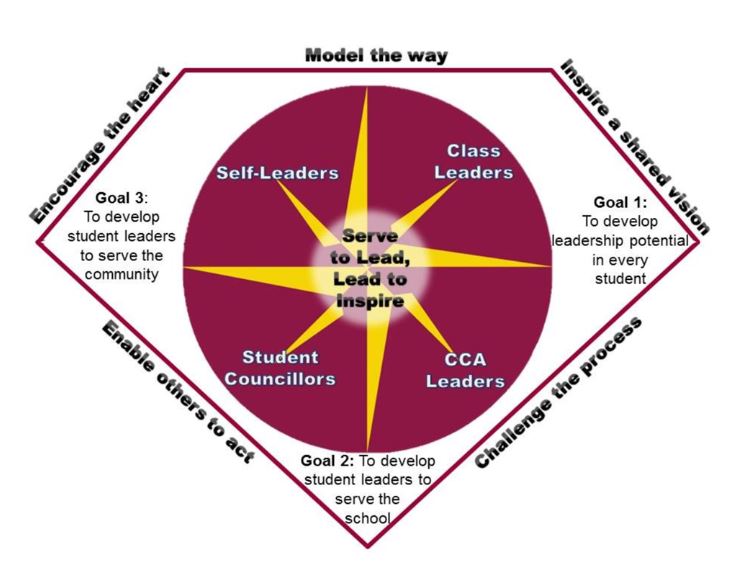 Model the way
Encourage the heart
Inspire a shared vision
Self-Leaders
Class
Leaders
Goal 3:
To develop
student leaders
to serve the
community
Serve
to Lead,
Lead to
Inspire
Goal 1:
To develop
leadership potential
in every
student
Enable others to act
Student
Councillors
CCA
Leaders
Challenge the process
Goal 2: To develop
student leaders to
serve the
school